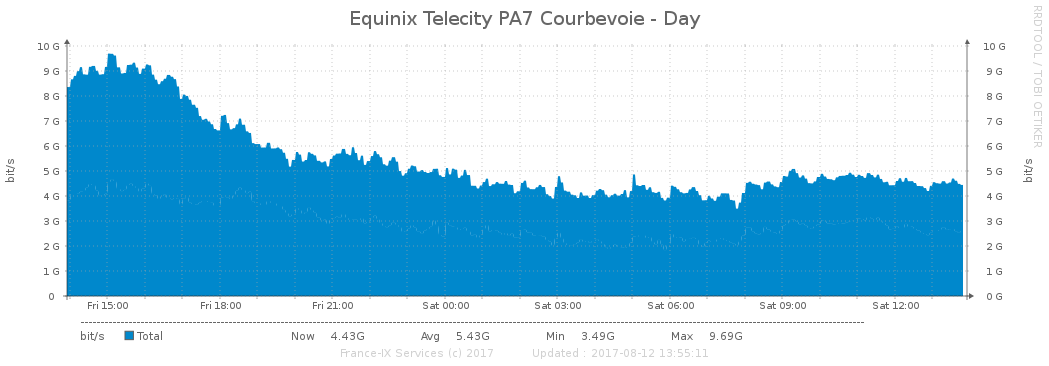 Equinix Telecity PA7 Courbevoie - Day
RRDTOOL / TOBI OETIKER
bit/s
bit/s
10 G 10 G
9 G 9 G
8 G 8 G
7 G 7 G
6 G 6 G
5 G 5 G
4 G 4 G
3 G 3 G
2 G 2 G
1 G 1 G
0 0 G
Fri 15:00 Fri 18:00 Fri 21:00 Sat 00:00 Sat 03:00 Sat 06:00 Sat 09:00 Sat 12:00
bit/s Total Now 4.43G Avg 5.43G Min 3.49G Max 9.69G
France-IX Services (c) 2017 Updated : 2017-08-12 13:55:11